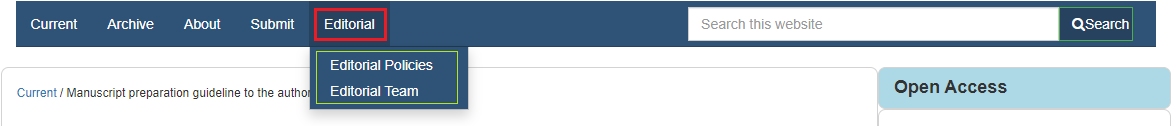 Current Archive About Submit Editorial Search this website Search
Editorial Policies
Editorial Team
Current / Manuscript preparation guideline to the author
Open Access